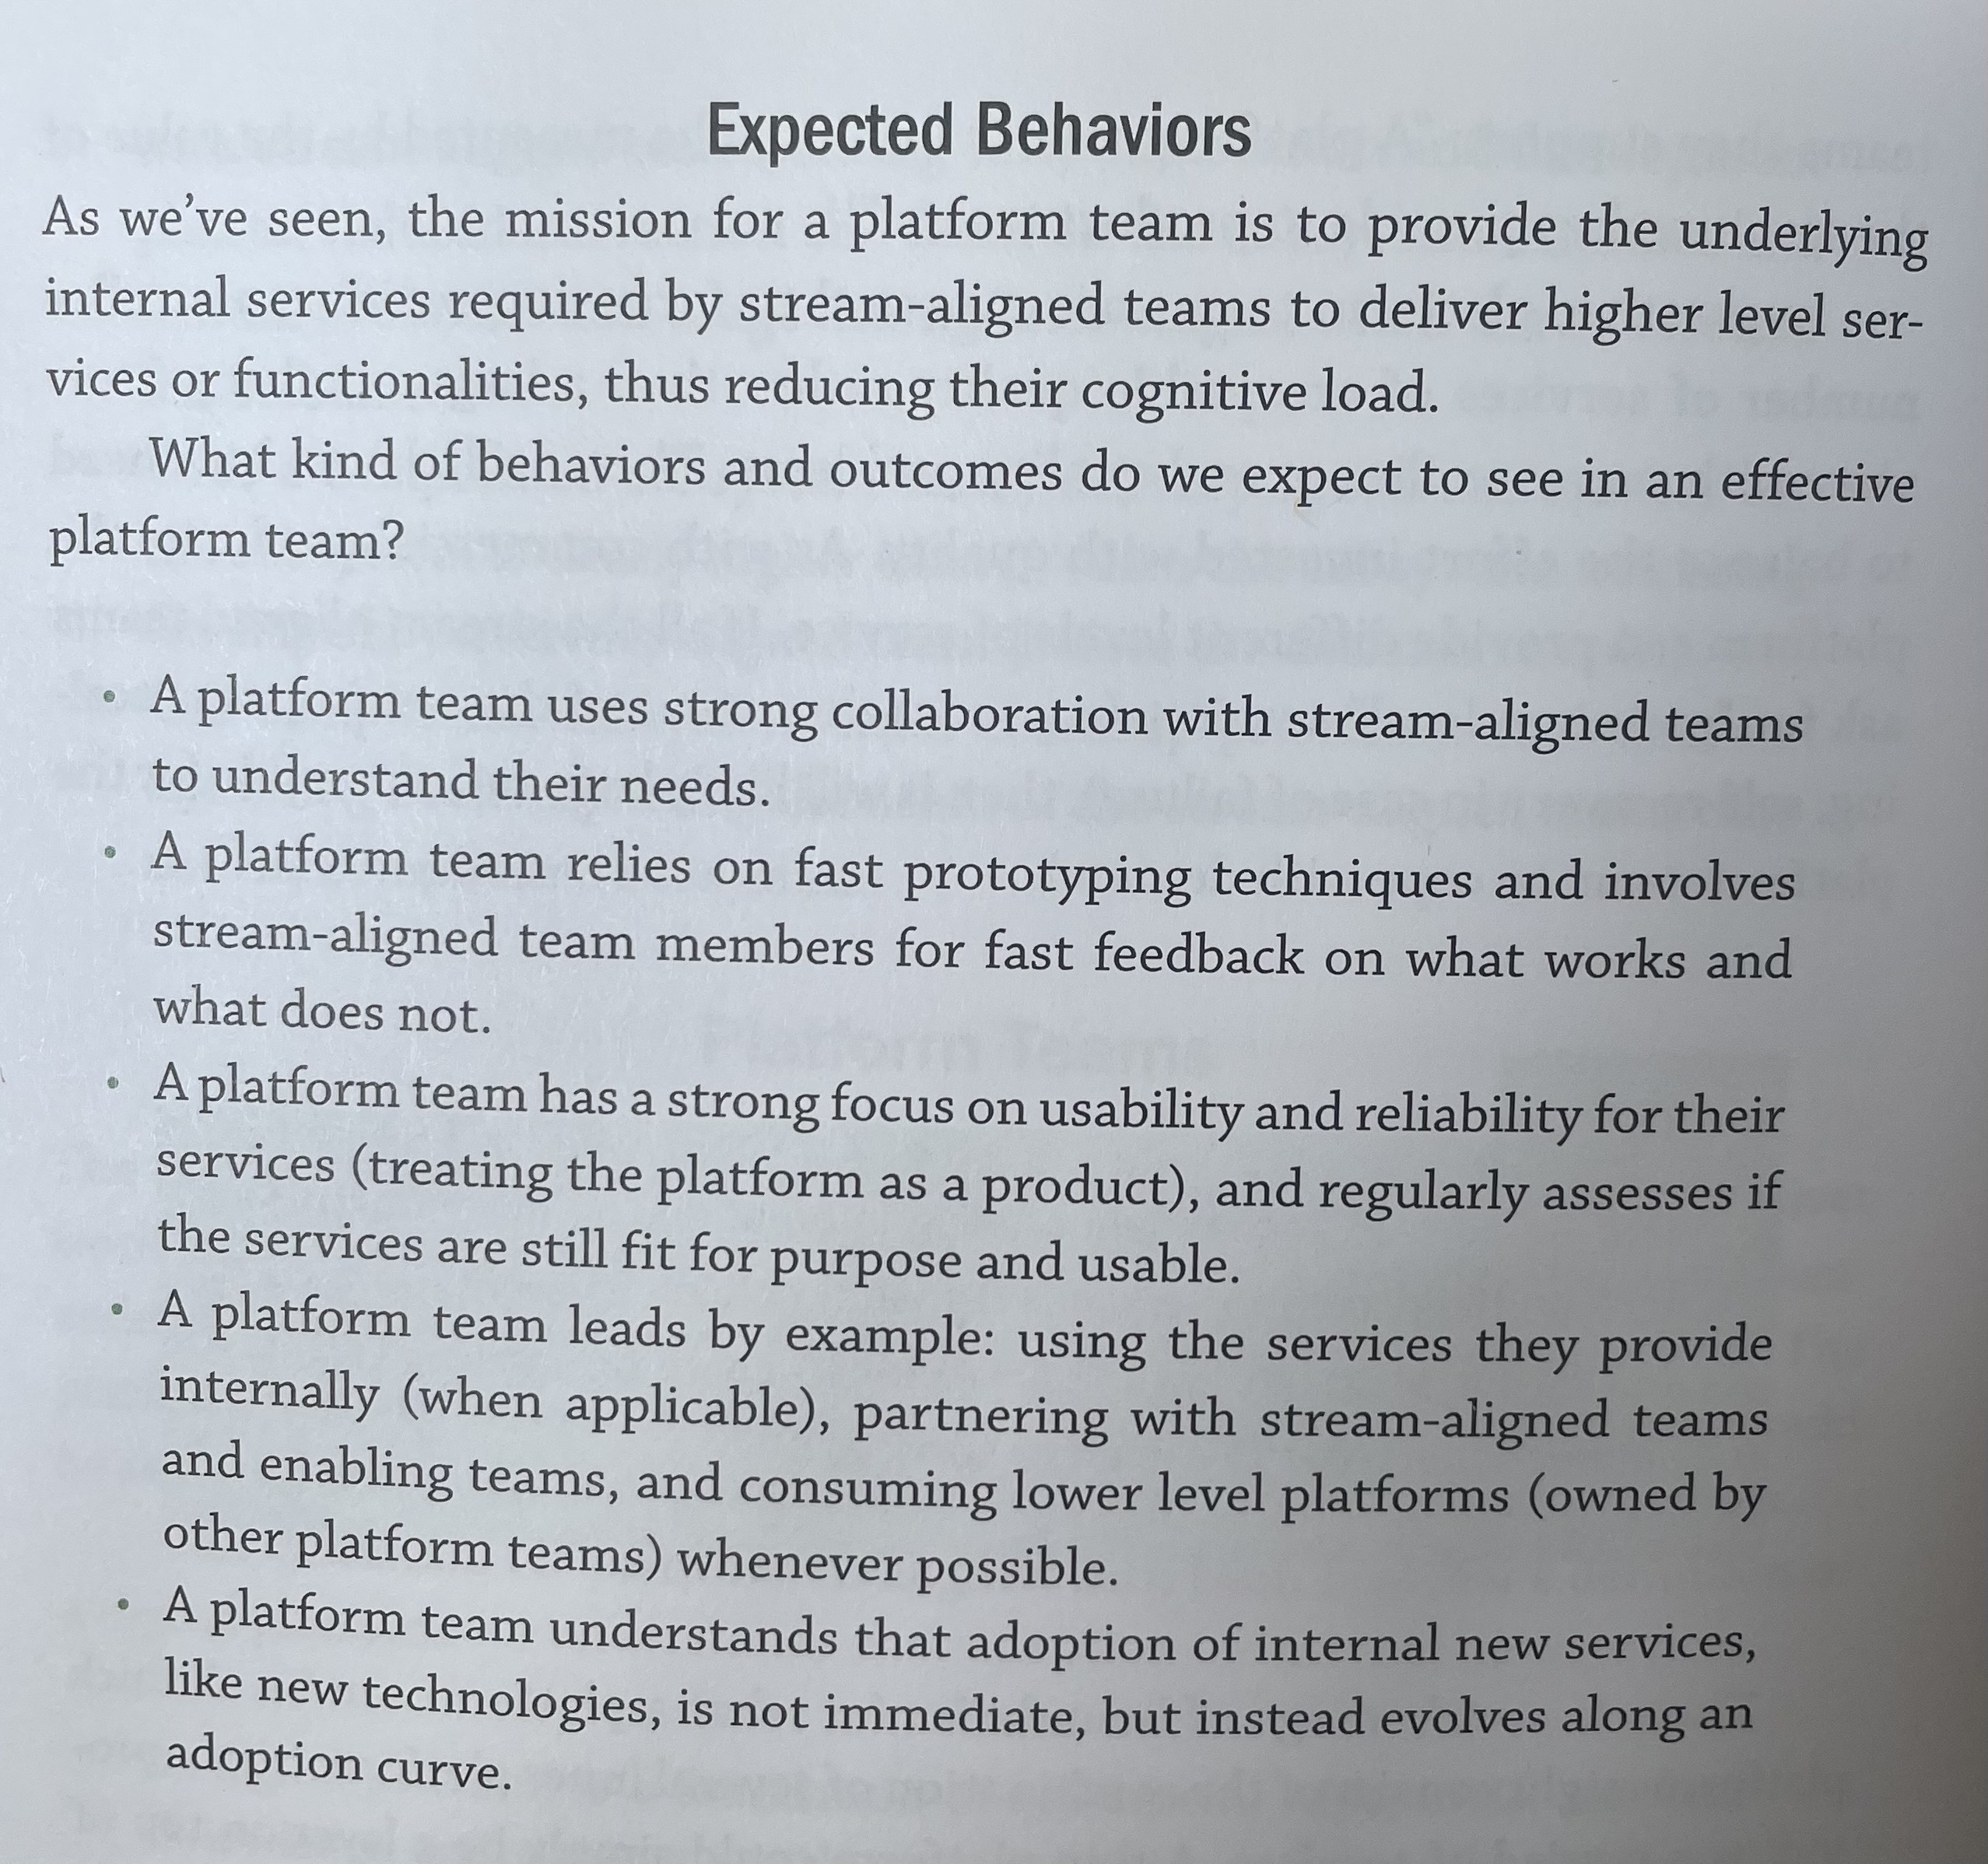 Expected Behaviors
As we've seen, the mission for a platform team is to provide the underlying
internal services required by stream-aligned teams to deliver higher level ser-
vices or functionalities, thus reducing their cognitive load.
What kind of behaviors and outcomes do we expect to see in an effective
platform team?
• A platform team uses strong collaboration with stream-aligned teams
to understand their needs.
• A platform team relies on fast prototyping techniques and involves
stream-aligned team members for fast feedback on what works and
what does not.
• A platform team has a strong focus on usability and reliability for their
services (treating the platform as a product), and regularly assesses if
the services are still fit for purpose and usable.
• A platform team leads by example: using the services they provide
internally (when applicable), partnering with stream-aligned teams
and enabling teams, and consuming lower level platforms (owned by
other platform teams) whenever possible.
• A platform team understands that adoption of internal new services,
like new technologies, is not immediate, but instead evolves along an
adoption curve.